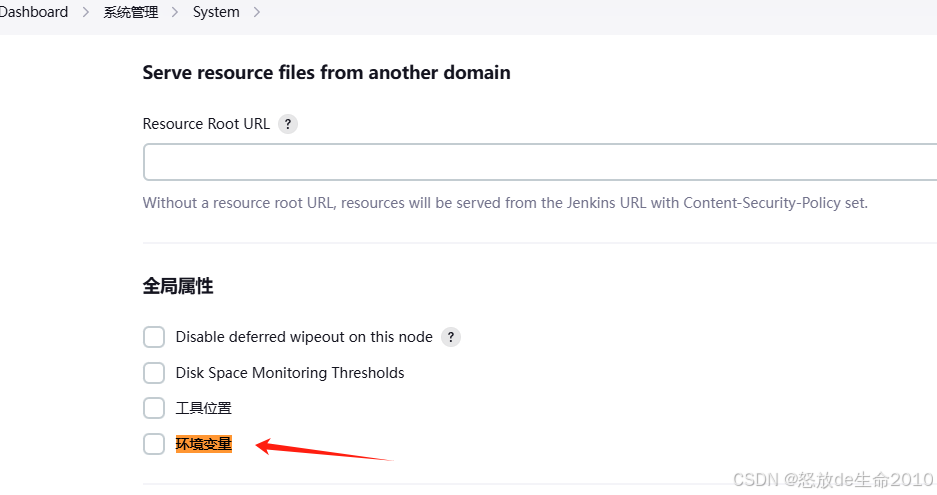 Dashboard > 系统管理 > System >
Serve resource files from another domain
Resource Root URL ?
Without a resource root URL, resources will be served from the Jenkins URL with Content-Security-Policy set.
全局属性
Disable deferred wipeout on this node ?
Disk Space Monitoring Thresholds
工具位置
环境变量
CSDN @怒放de生命2010